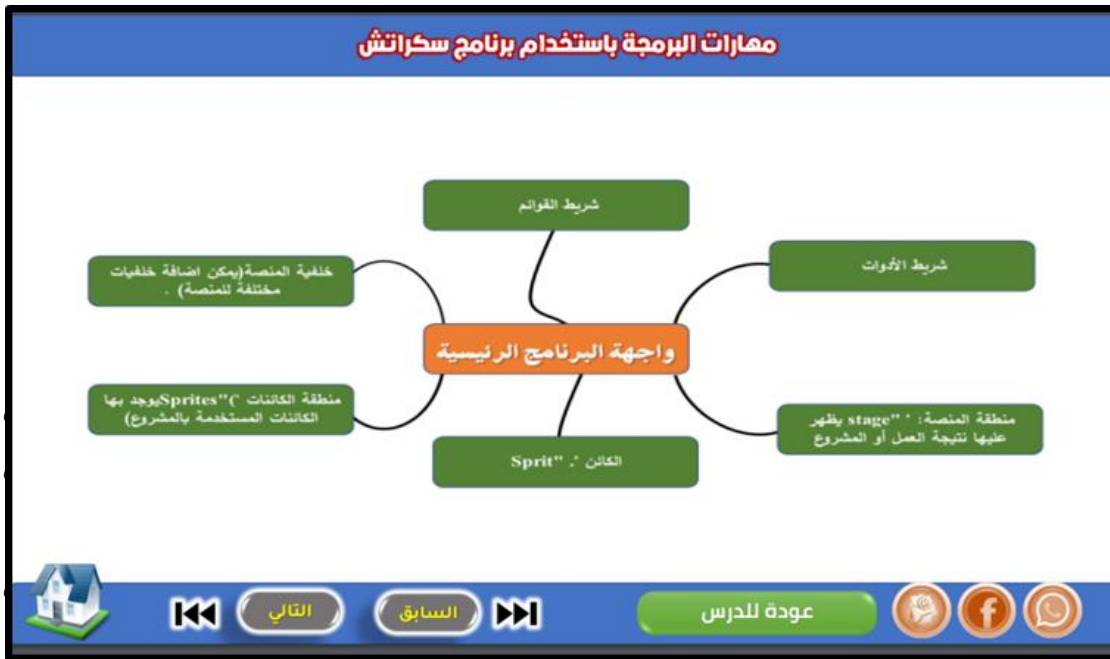 مهارات البرمجة باستخدام برنامج سكراتش
شريط القوائم
شريط الأدوات
خلفية المنصة(يمكن اضافة خلفيات
مختلفة للمنصة) .
واجهة البرنامج الرئيسية
منطقة الكائنات ")"Spritesيوجد بها
الكائنات المستخدمة بالمشروع)
منطقة المنصة: " "stage يظهر
عليها نتيجة العمل أو المشروع
الكائن ". "Sprit
عودة للدرس
السابق
التالي